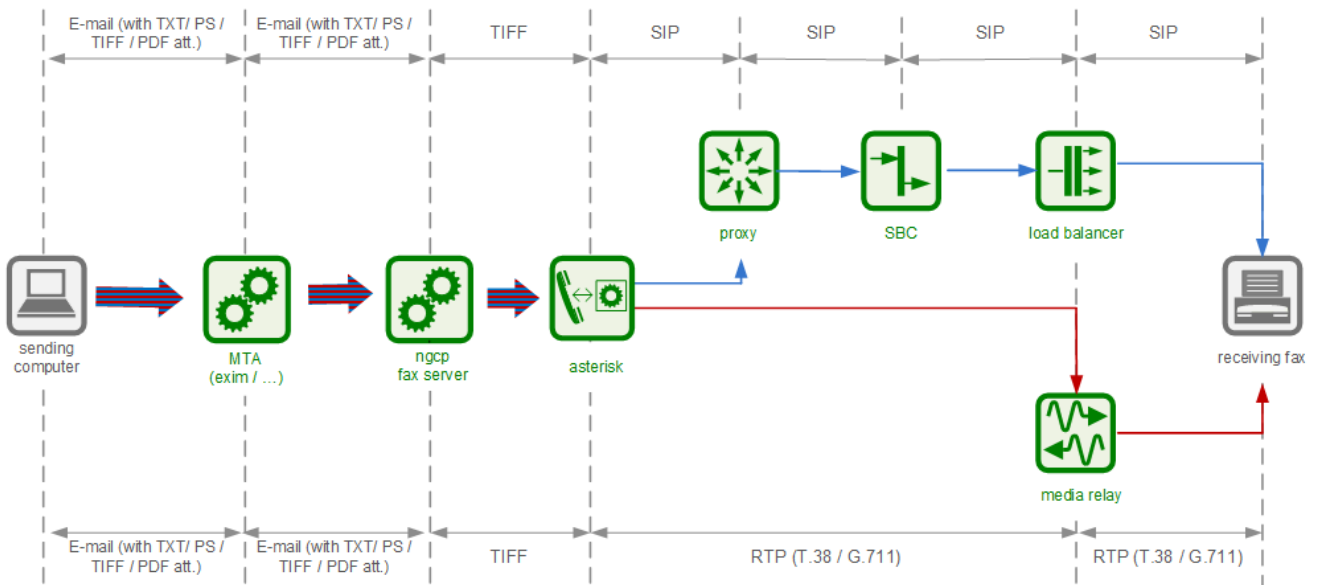 E-mail (with TXT/ PS /
TIFF / PDF att.)
E-mail (with TXT/ PS /
TIFF / PDF att.)
TIFF
SIP
SIP
SIP
SIP
proxy
SBC
load balancer
sending
computer
MTA
(exim / ...)
ngcp
fax server
asterisk
receiving fax
media relay
E-mail (with TXT/ PS /
TIFF / PDF att.)
E-mail (with TXT/ PS /
TIFF / PDF att.)
TIFF
RTP (T.38 / G.711)
RTP (T.38 / G.711)